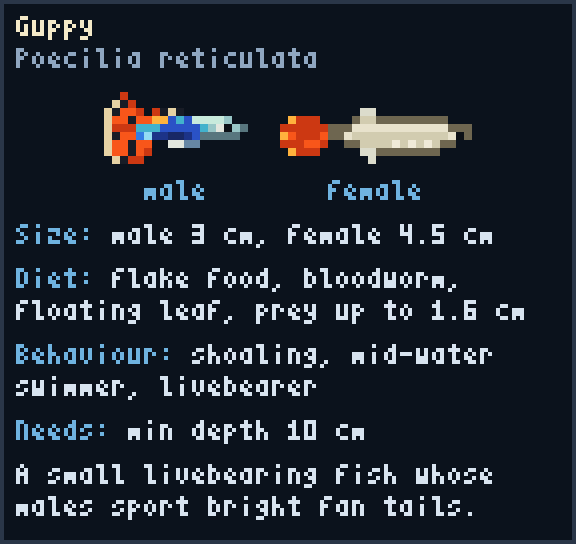 Guppy
Poecilia reticulata
male female
Size: male 3 cm, female 4.5 cm
Diet: flake food, bloodworm,
floating leaf, prey up to 1.6 cm
Behaviour: shoaling, mid-water
swimmer, livebearer
Needs: min depth 10 cm
A small livebearing fish whose
males sport bright fan tails.